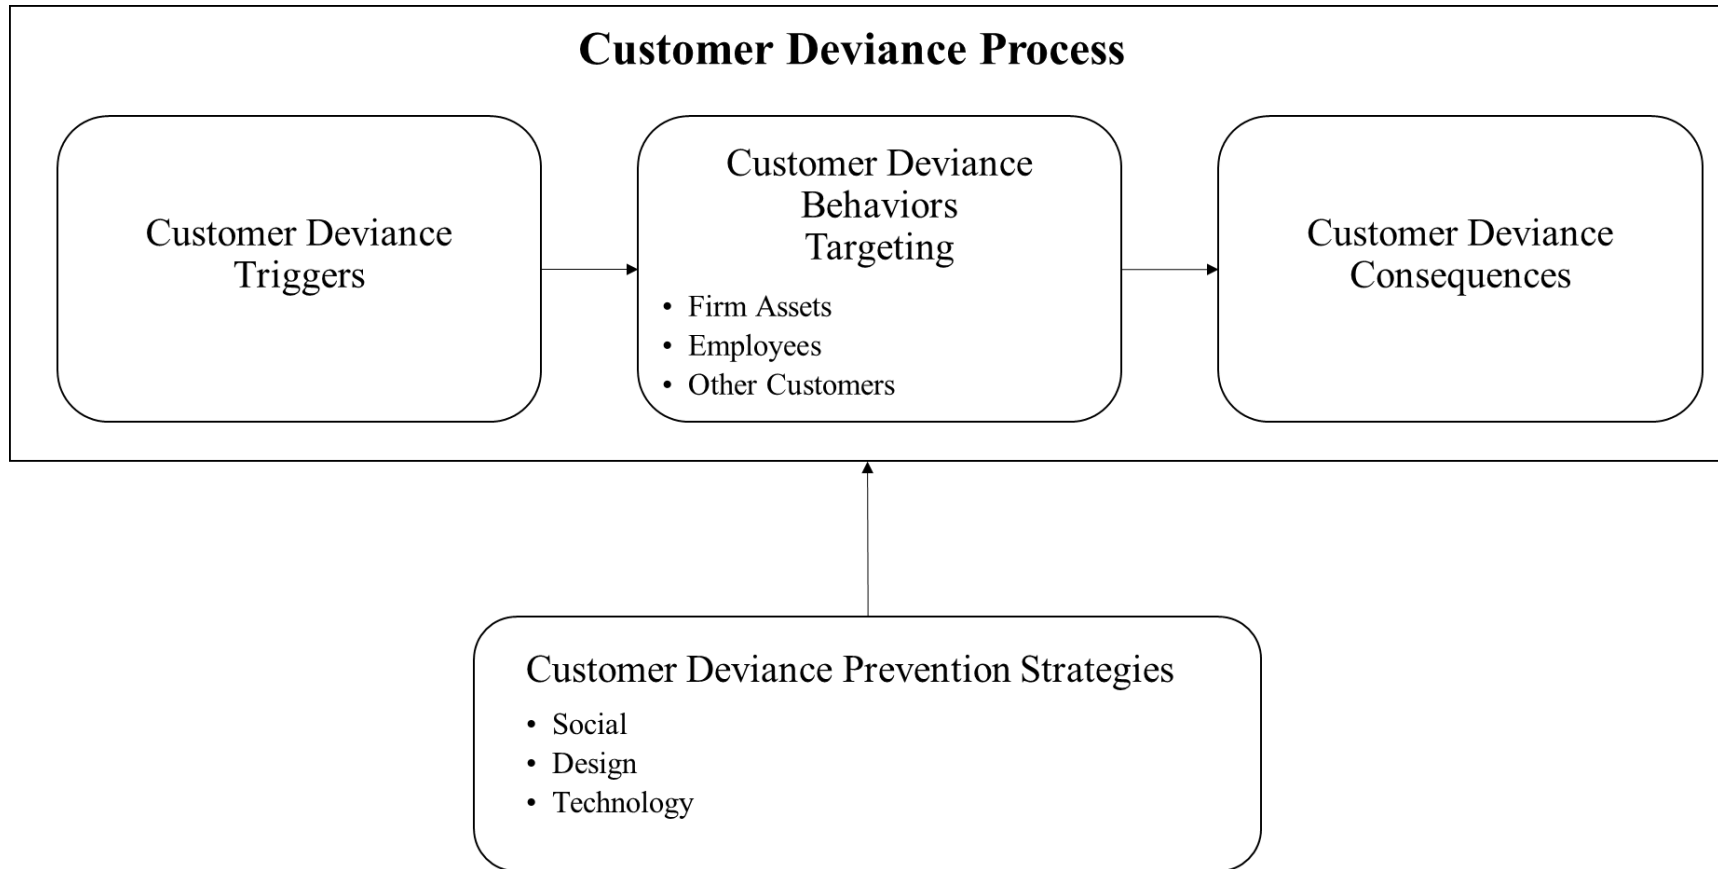 Customer Deviance Process
Customer Deviance
Triggers
Customer Deviance
Behaviors
Targeting
• Firm Assets
• Employees
• Other Customers
Customer Deviance
Consequences
Customer Deviance Prevention Strategies
• Social
• Design
• Technology